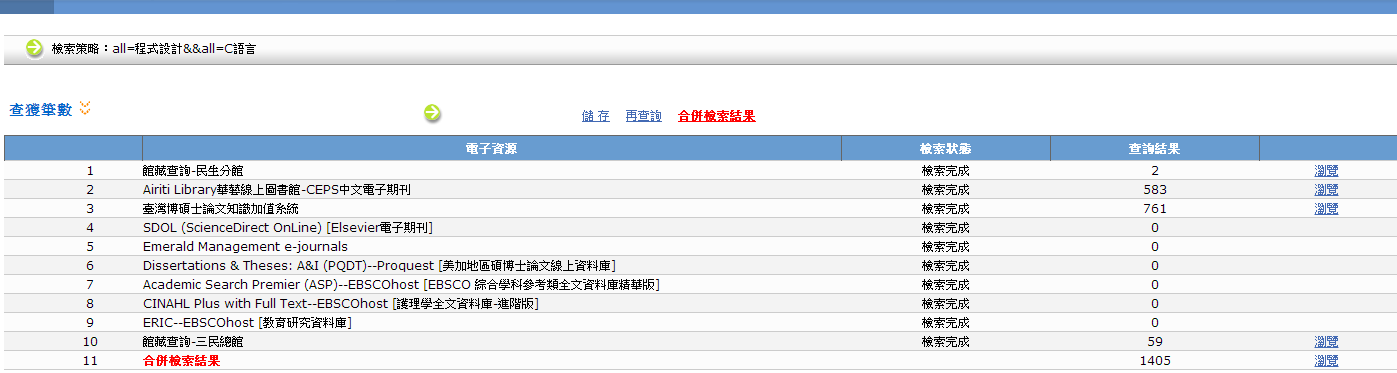 檢索策略：all=程式設計&&all=C語言
查獲筆數
儲 存 再查詢 合併檢索結果
電子資源 檢索狀態 查詢結果
1 館藏查詢-民生分館 檢索完成 2 瀏覽
2 Airiti Library華藝線上圖書館-CEPS中文電子期刊 檢索完成 583 瀏覽
3 臺灣博碩士論文知識加值系統 檢索完成 761 瀏覽
4 SDOL (ScienceDirect OnLine) [Elsevier電子期刊] 檢索完成 0
5 Emerald Management e-journals 檢索完成 0
6 Dissertations & Theses: A&I (PQDT)--Proquest [美加地區碩博士論文線上資料庫] 檢索完成 0
7 Academic Search Premier (ASP)--EBSCOhost [EBSCO 綜合學科參考類全文資料庫精華版] 檢索完成 0
8 CINAHL Plus with Full Text--EBSCOhost [護理學全文資料庫-進階版] 檢索完成 0
9 ERIC--EBSCOhost [教育研究資料庫] 檢索完成 0
10 館藏查詢-三民總館 檢索完成 59 瀏覽
11 合併檢索結果 1405 瀏覽